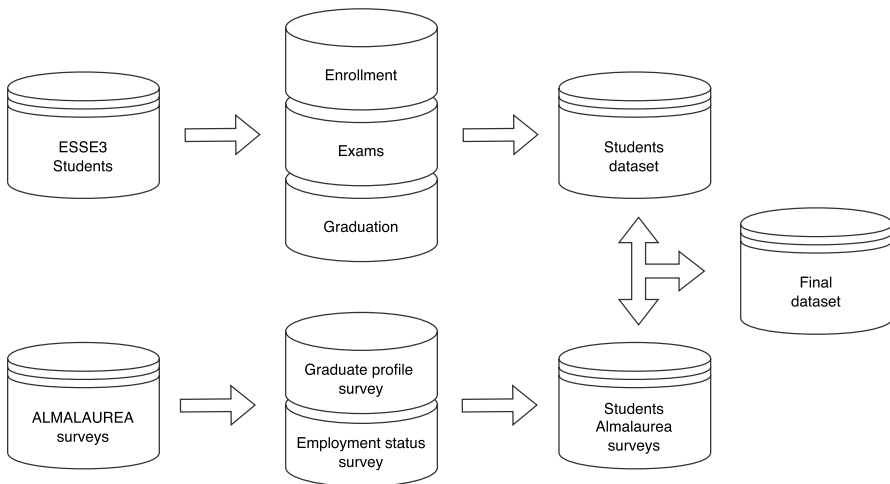 ESSE3
Students
Enrollment
Exams
Graduation
Students
dataset
Final
dataset
ALMALAUREA
surveys
Graduate profile
survey
Employment status
survey
Students
Almalaurea
surveys